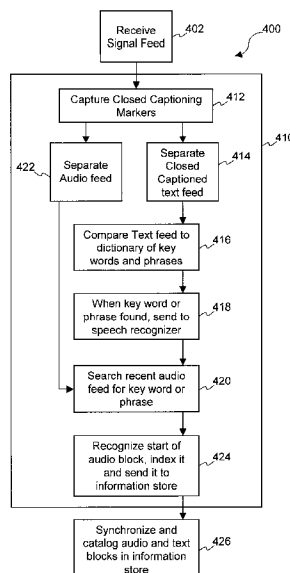 Receive
Signal Feed
402
400
Capture Closed Captioning
Markers
412
410
422
Separate
Audio feed
Separate
Closed
Captioned
text feed
414
Compare Text feed to
dictionary of key
words and phrases
416
When key word or
phrase found, send to
speech recognizer
418
Search recent audio
feed for key word or
phrase
420
Recognize start of
audio block, index it
and send it to
information store
424
Synchronize and
catalog audio and text
blocks in information
store
426